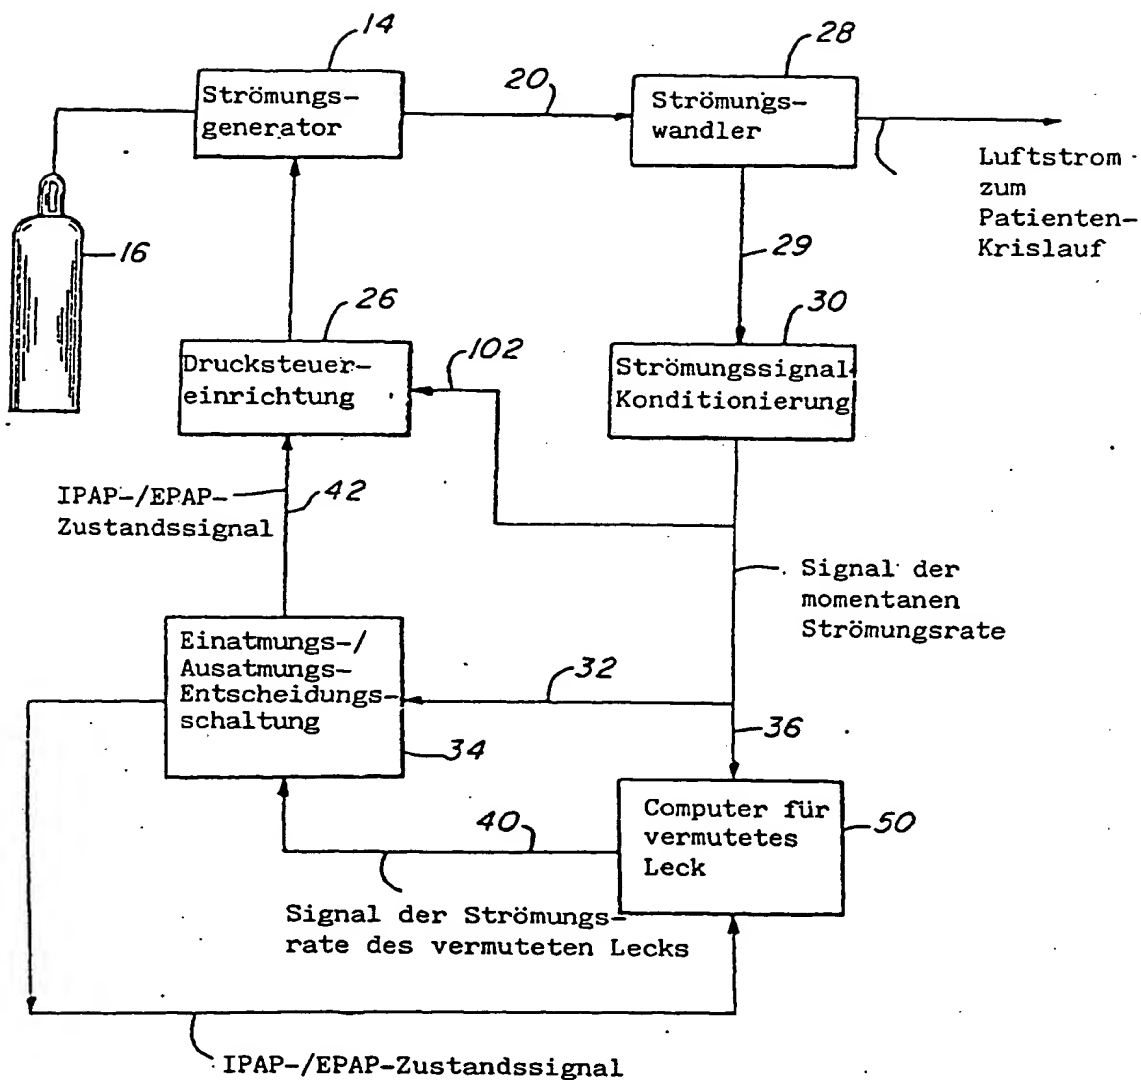 14
Strömungs-
generator
20
28
Strömungs-
wandler
Luftstrom
zum
Patienten-
Krislauf
16
29
26
Drucksteuer-
einrichtung
102
30
Strömungssignal-
Konditionierung
IPAP-/EPAP-
Zustandssignal
42
Signal der
momentanen
Strömungsrate
Einatmungs-/
Ausatmungs-
Entscheidungs-
schaltung
34
32
36
Computer für
vermutetes
Leck
50
40
Signal der Strömungs-
rate des vermuteten Lecks
IPAP-/EPAP-Zustandssignal